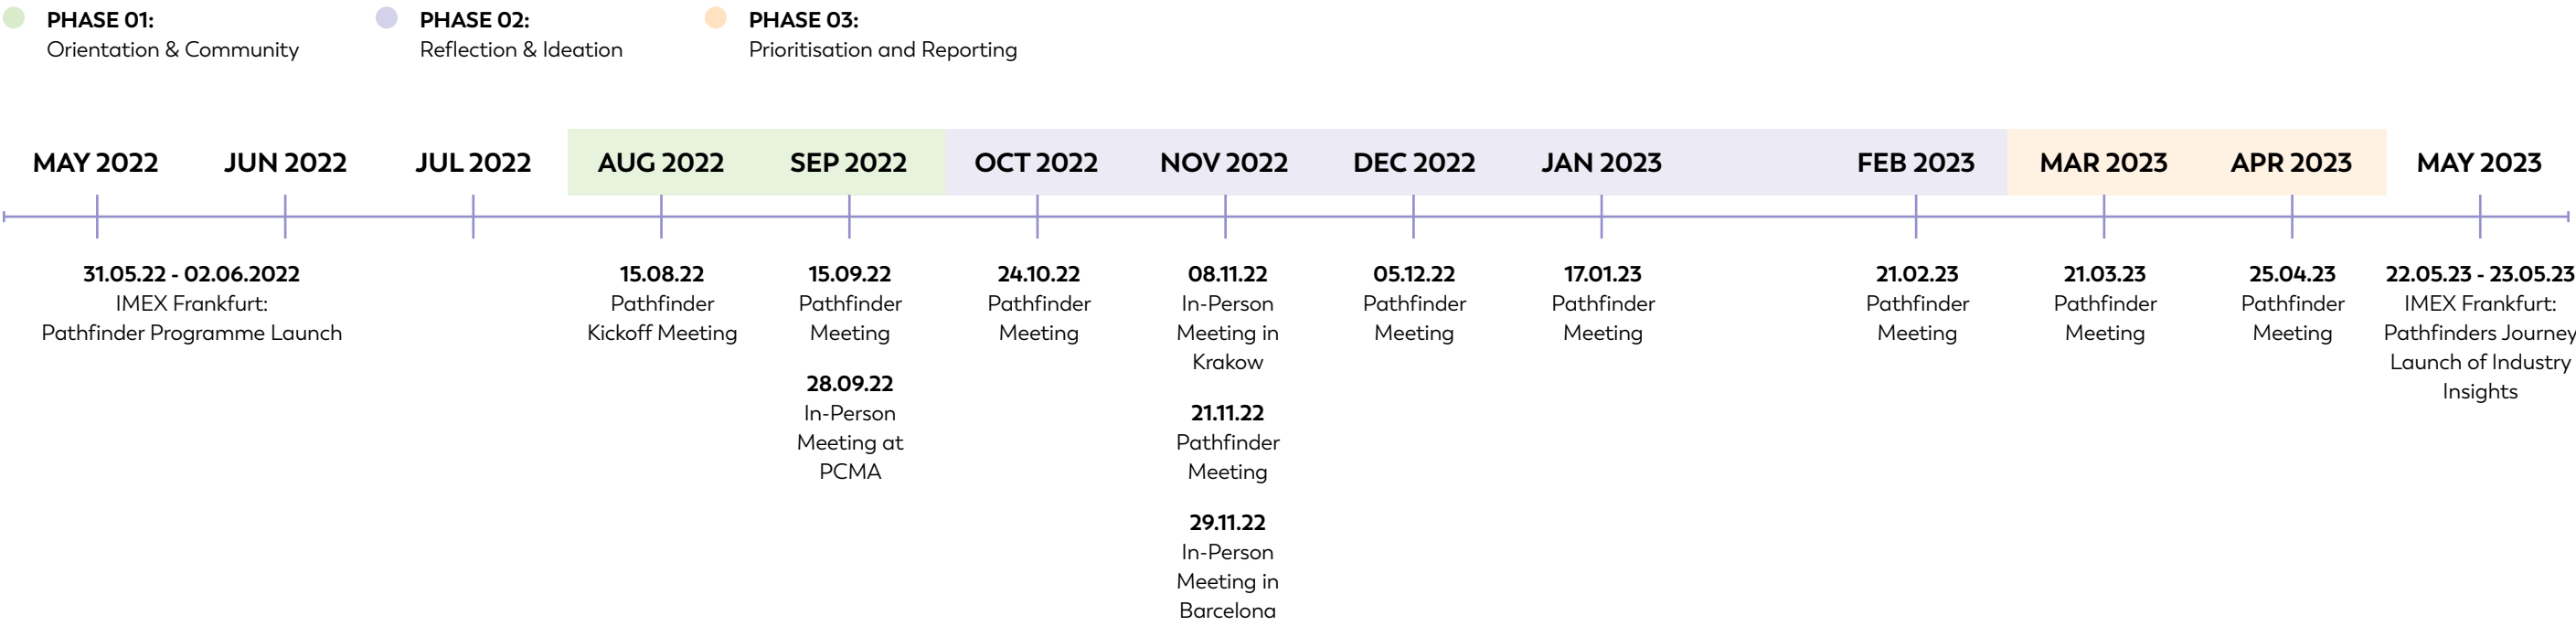 PHASE 01:
Orientation & Community
PHASE 02:
Reflection & Ideation
PHASE 03:
Prioritisation and Reporting
MAY 2022
JUN 2022
JUL 2022
AUG 2022
SEP 2022
OCT 2022
NOV 2022
DEC 2022
JAN 2023
FEB 2023
MAR 2023
APR 2023
MAY 2023
31.05.22 - 02.06.2022
IMEX Frankfurt:
Pathfinder Programme Launch
15.08.22
Pathfinder
Kickoff Meeting
15.09.22
Pathfinder
Meeting
28.09.22
In-Person
Meeting at
PCMA
24.10.22
Pathfinder
Meeting
08.11.22
In-Person
Meeting in
Krakow
21.11.22
Pathfinder
Meeting
29.11.22
In-Person
Meeting in
Barcelona
05.12.22
Pathfinder
Meeting
17.01.23
Pathfinder
Meeting
21.02.23
Pathfinder
Meeting
21.03.23
Pathfinder
Meeting
25.04.23
Pathfinder
Meeting
22.05.23 - 23.05.23
IMEX Frankfurt:
Pathfinders Journey
Launch of Industry
Insights